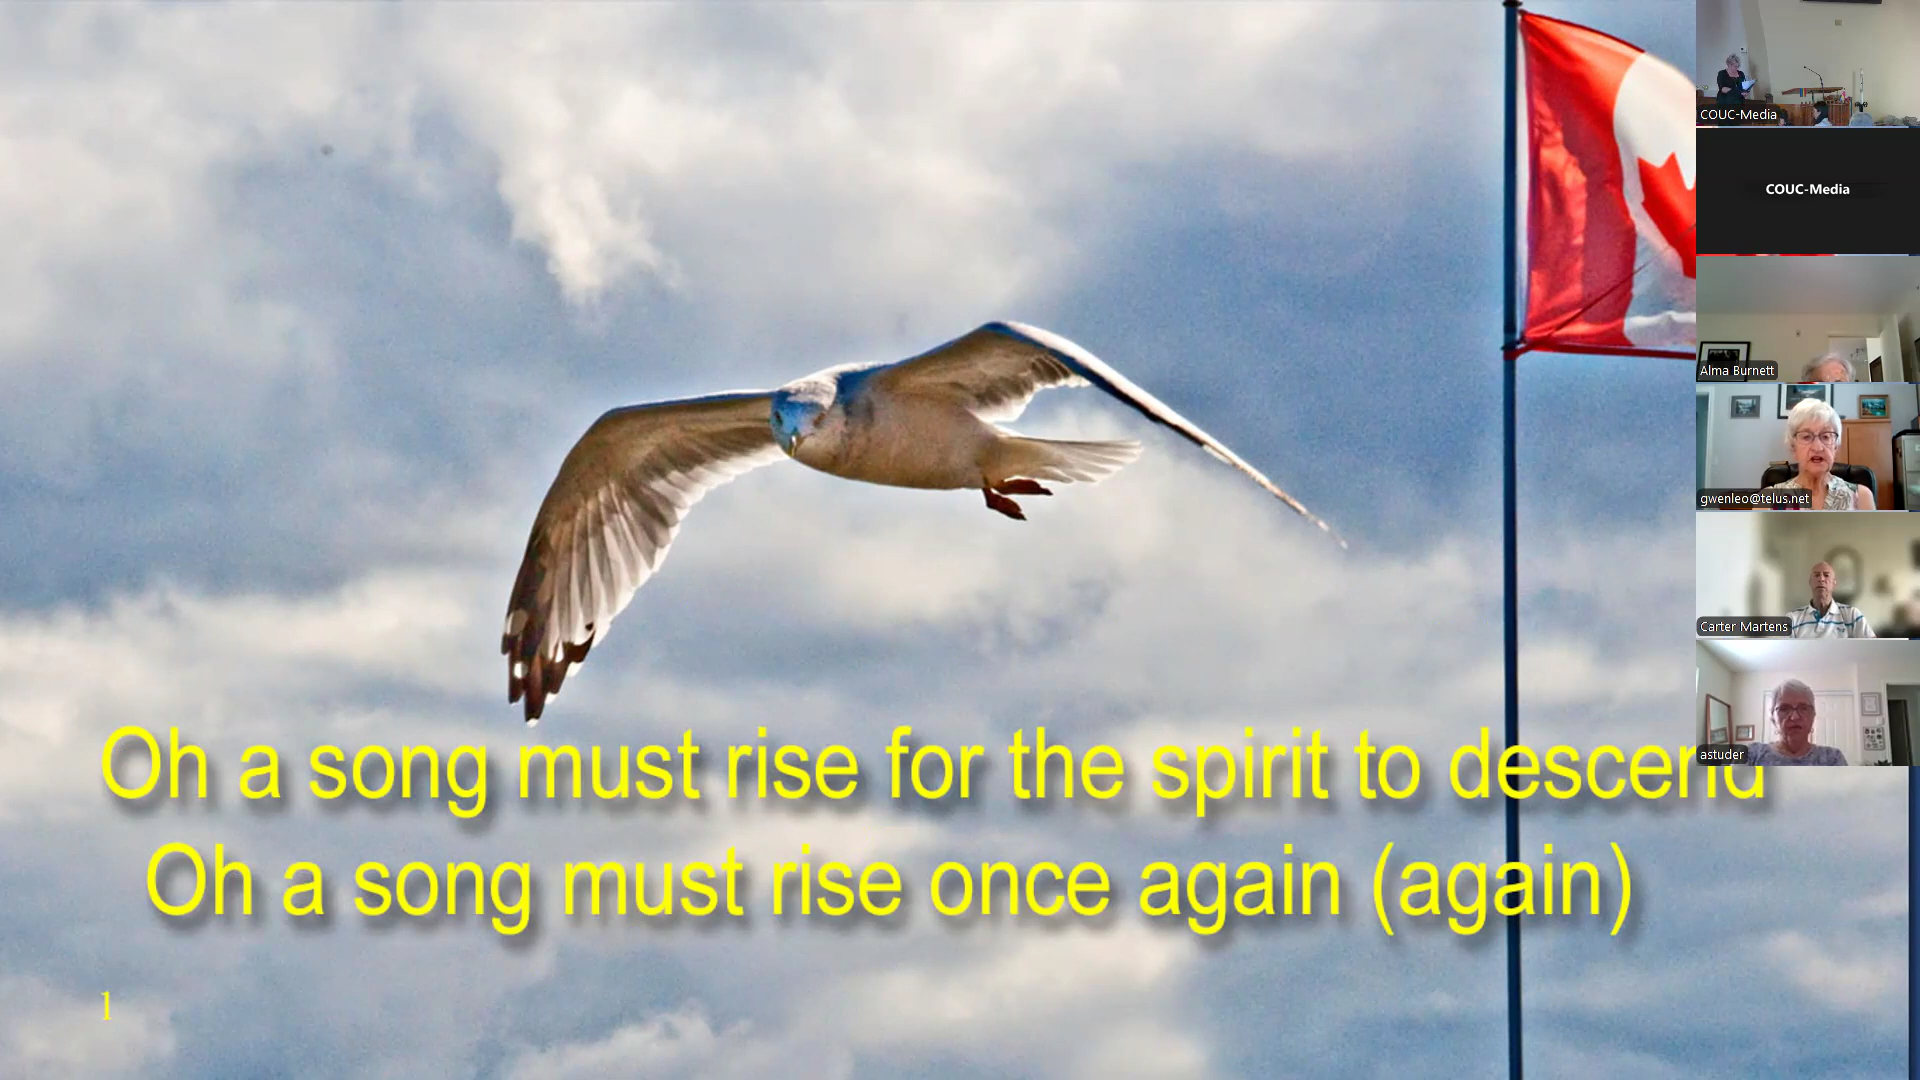 COUC-Media
COUC-Media
Alma Burnett
gwenleo@telus.net
Carter Martens
astuder
Oh a song must rise for the spirit to descend
Oh a song must rise once again (again)
1